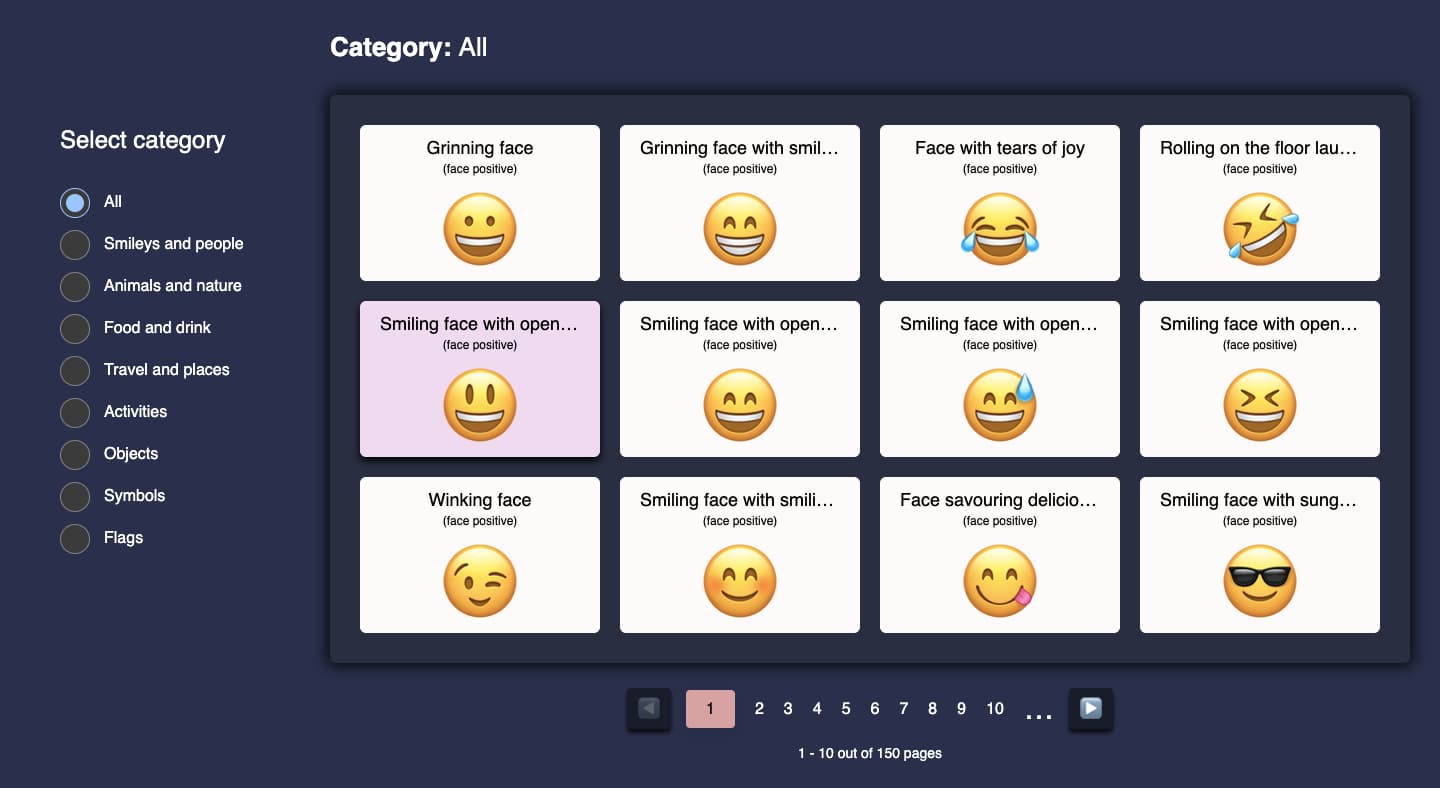 Category: All
Select category
All
Smileys and people
Animals and nature
Food and drink
Travel and places
Activities
Objects
Symbols
Flags
Grinning face
(face positive)
Grinning face with smil...
(face positive)
Face with tears of joy
(face positive)
Rolling on the floor lau...
(face positive)
Smiling face with open...
(face positive)
Smiling face with open...
(face positive)
Smiling face with open...
(face positive)
Smiling face with open...
(face positive)
Winking face
(face positive)
Smiling face with smili...
(face positive)
Face savouring delicio...
(face positive)
Smiling face with sung...
(face positive)
1 2 3 4 5 6 7 8 9 10 ...
1 - 10 out of 150 pages